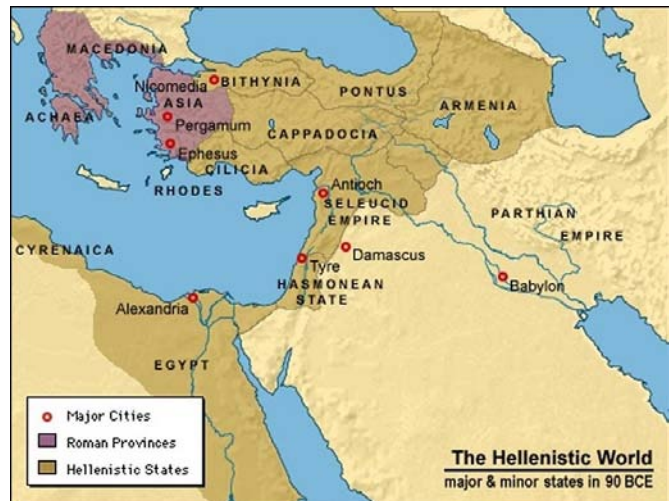 MACEDONIA
Nicomedia
BITHYNIA
ASIA
PONTUS
ARMENIA
ACHAEA
Pergamum
CAPPADOCIA
Ephesus
CILICIA
RHODES
Antioch
SELEUCID
EMPIRE
PARTHIAN
EMPIRE
CYRENAICA
Damascus
Tyre
HASMONEAN
STATE
Babylon
Alexandria
EGYPT
Major Cities
Roman Provinces
Hellenistic States
The Hellenistic World
major & minor states in 90 BCE